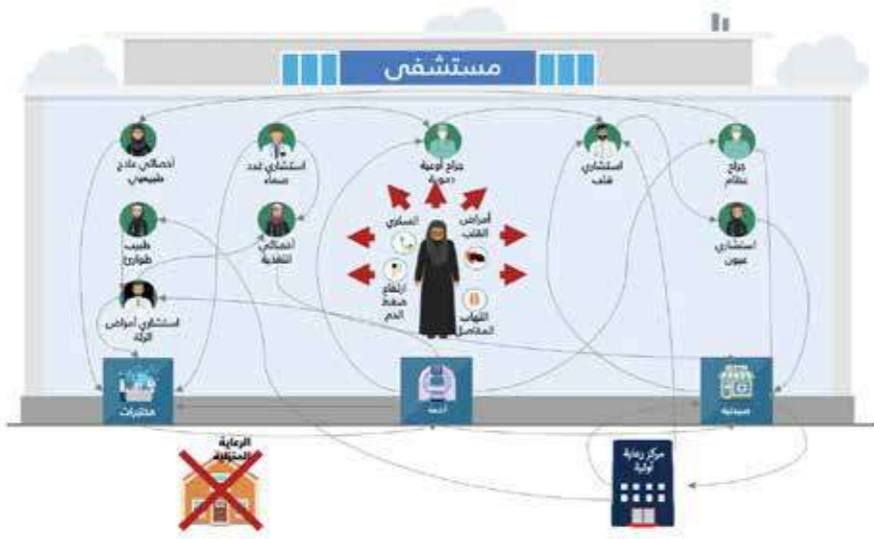 مستشفى
أخصائي علاج
طبيعي
استشاري غدد
صماء
جراح أوعية
دموية
استشاري
قلب
جراح
عظام
طبيب
طوارئ
أخصائي
التغذية
السكري
أمراض
القلب
استشاري
عيون
ارتفاع
ضغط
الدم
التهاب
المفاصل
استشاري أمراض
الرئة
مختبرات
أشعة
صيدلية
الرعاية
المنزلية
مركز رعاية
أولية